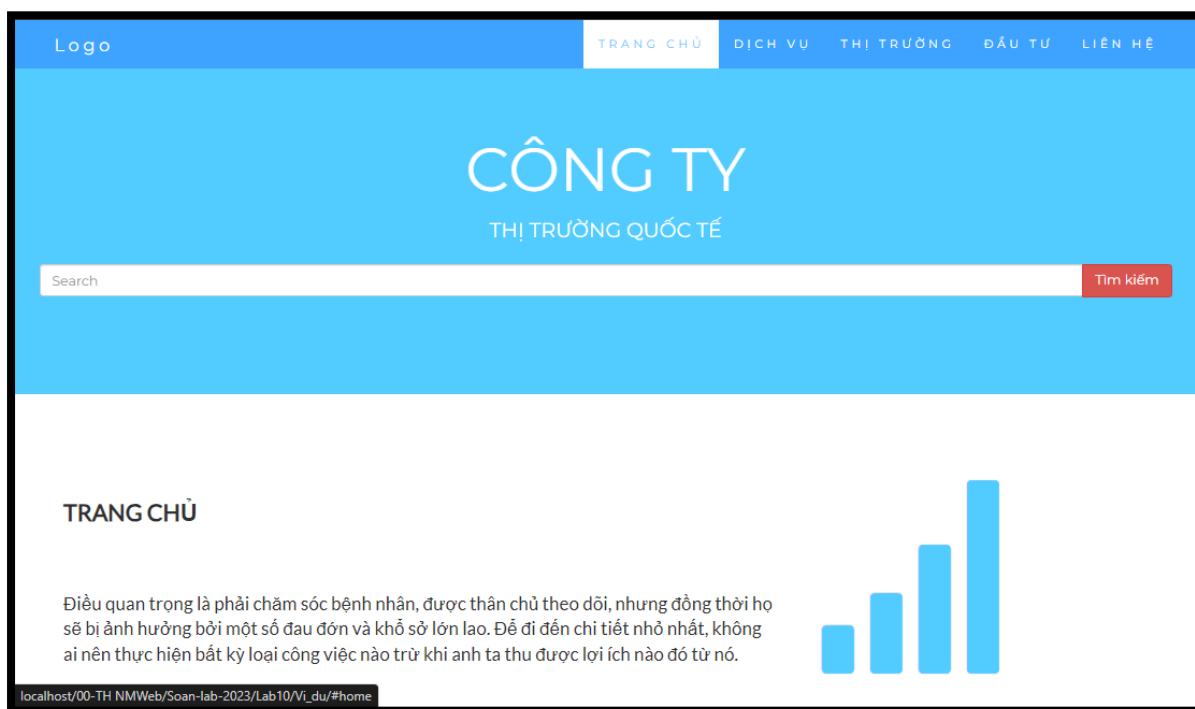 Logo
TRANG CHỦ DỊCH VỤ THỊ TRƯỜNG ĐẦU TƯ LIÊN HỆ
CÔNG TY
THỊ TRƯỜNG QUỐC TẾ
Search
Tìm kiếm
TRANG CHỦ
Điều quan trọng là phải chăm sóc bệnh nhân, được thân chủ theo dõi, nhưng đồng thời họ
sẽ bị ảnh hưởng bởi một số đau đớn và khổ sở lớn lao. Để đi đến chi tiết nhỏ nhất, không
ai nên thực hiện bất kỳ loại công việc nào trừ khi anh ta thu được lợi ích nào đó từ nó.
localhost/00-TH NMWeb/Soan-lab-2023/Lab10/Vi_du/#home